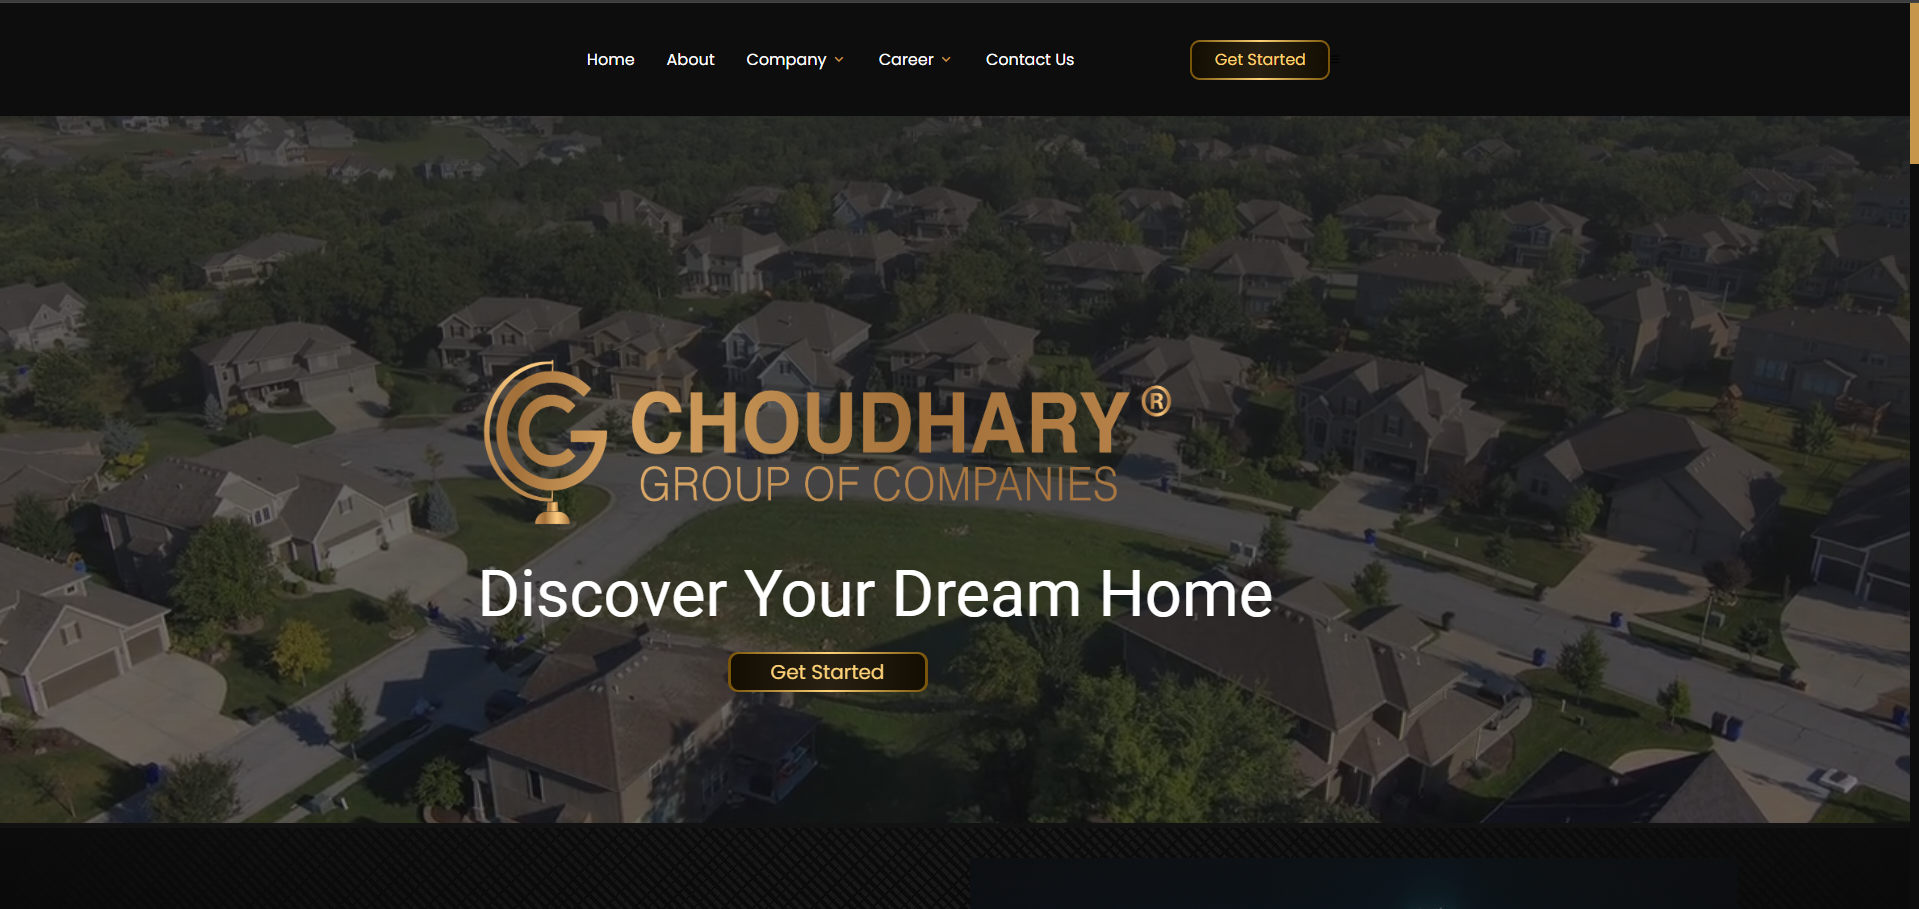 Home About Company Career Contact Us Get Started
CHOUDHARY ®
GROUP OF COMPANIES
Discover Your Dream Home
Get Started